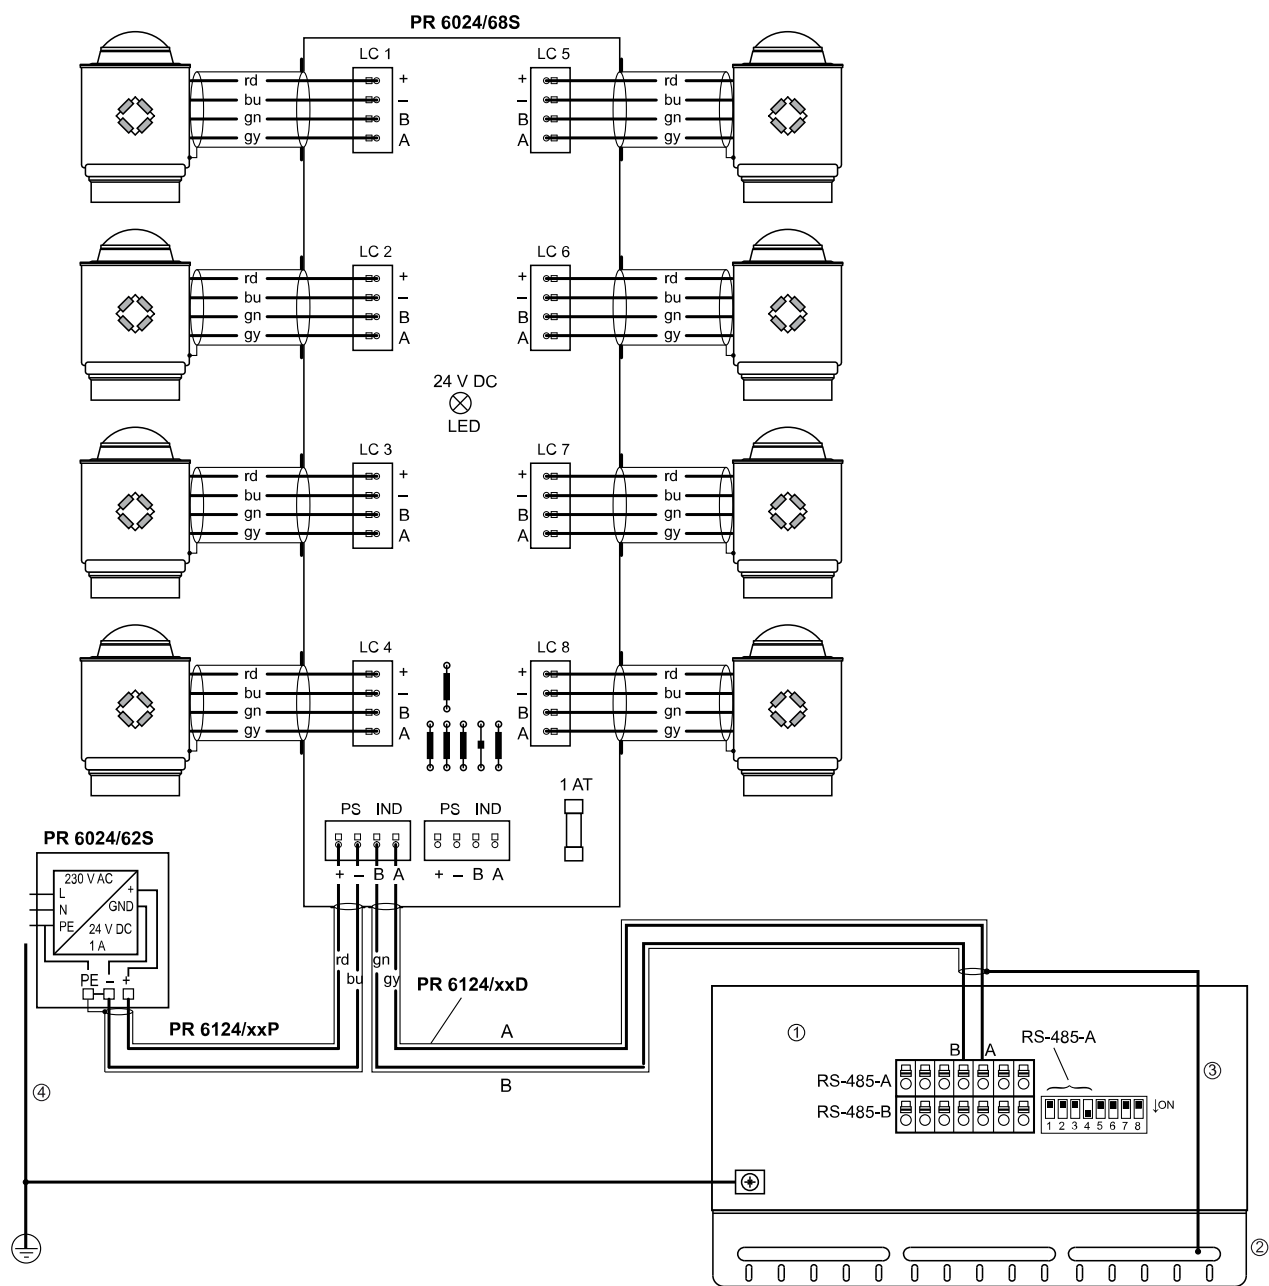 PR 6024/68S
LC 1
LC 5
rd
+
+
rd
bu
–
–
bu
gn
B
B
gn
gy
A
A
gy
LC 2
LC 6
rd
+
+
rd
bu
–
–
bu
gn
B
B
gn
gy
A
A
gy
24 V DC
LED
LC 3
LC 7
rd
+
+
rd
bu
–
–
bu
gn
B
B
gn
gy
A
A
gy
LC 4
LC 8
rd
+
+
rd
bu
–
–
bu
gn
B
B
gn
gy
A
A
gy
1 AT
PS IND
PS IND
+ – B A
+ – B A
PR 6024/62S
230 V AC
L
+
N
GND
PE
24 V DC
1 A
PE – +
rd
gn
bu
gy
PR 6124/xxP
PR 6124/xxD
A
B
①
RS-485-A
B A
RS-485-A
RS-485-B
↓ON
1 2 3 4 5 6 7 8
③
④
②